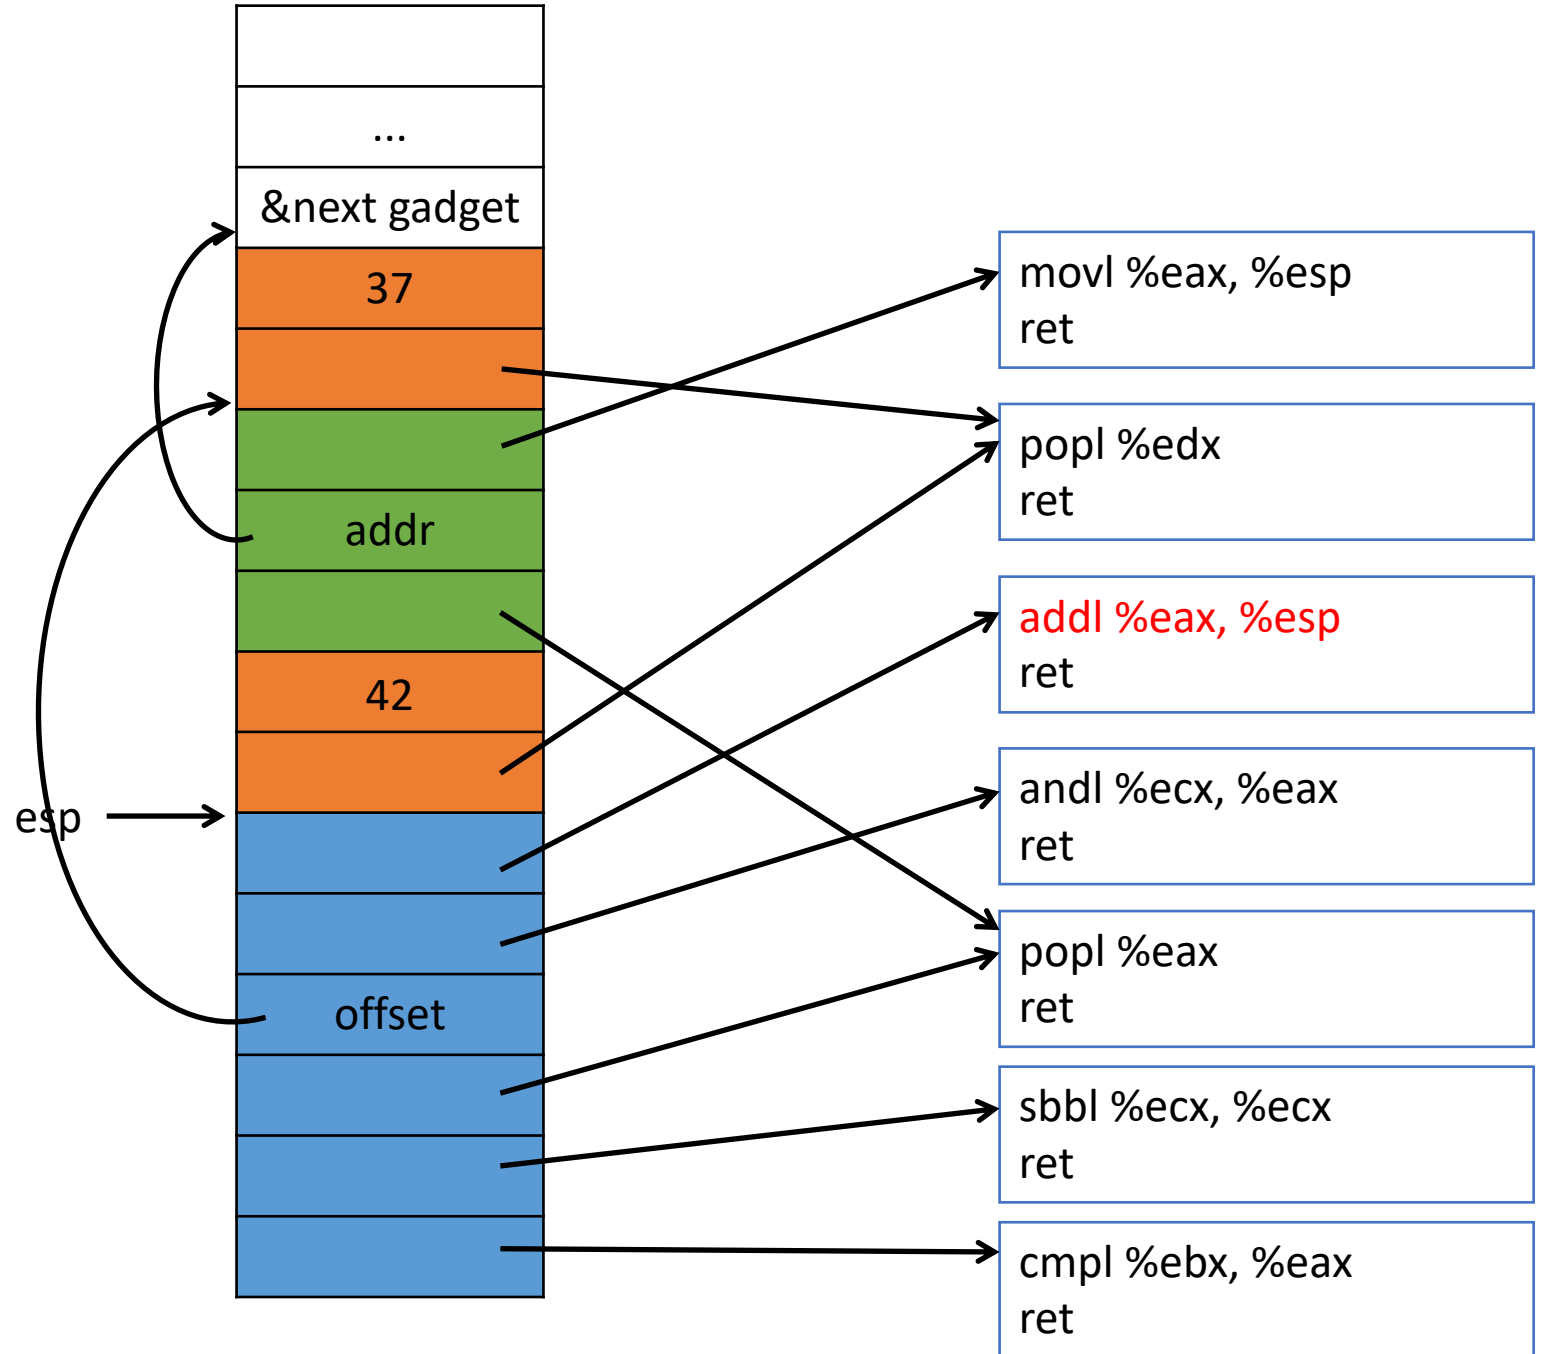 ...
&next gadget
37
addr
42
esp
offset
movl %eax, %esp
ret
popl %edx
ret
addl %eax, %esp
ret
andl %ecx, %eax
ret
popl %eax
ret
sbbl %ecx, %ecx
ret
cmpl %ebx, %eax
ret